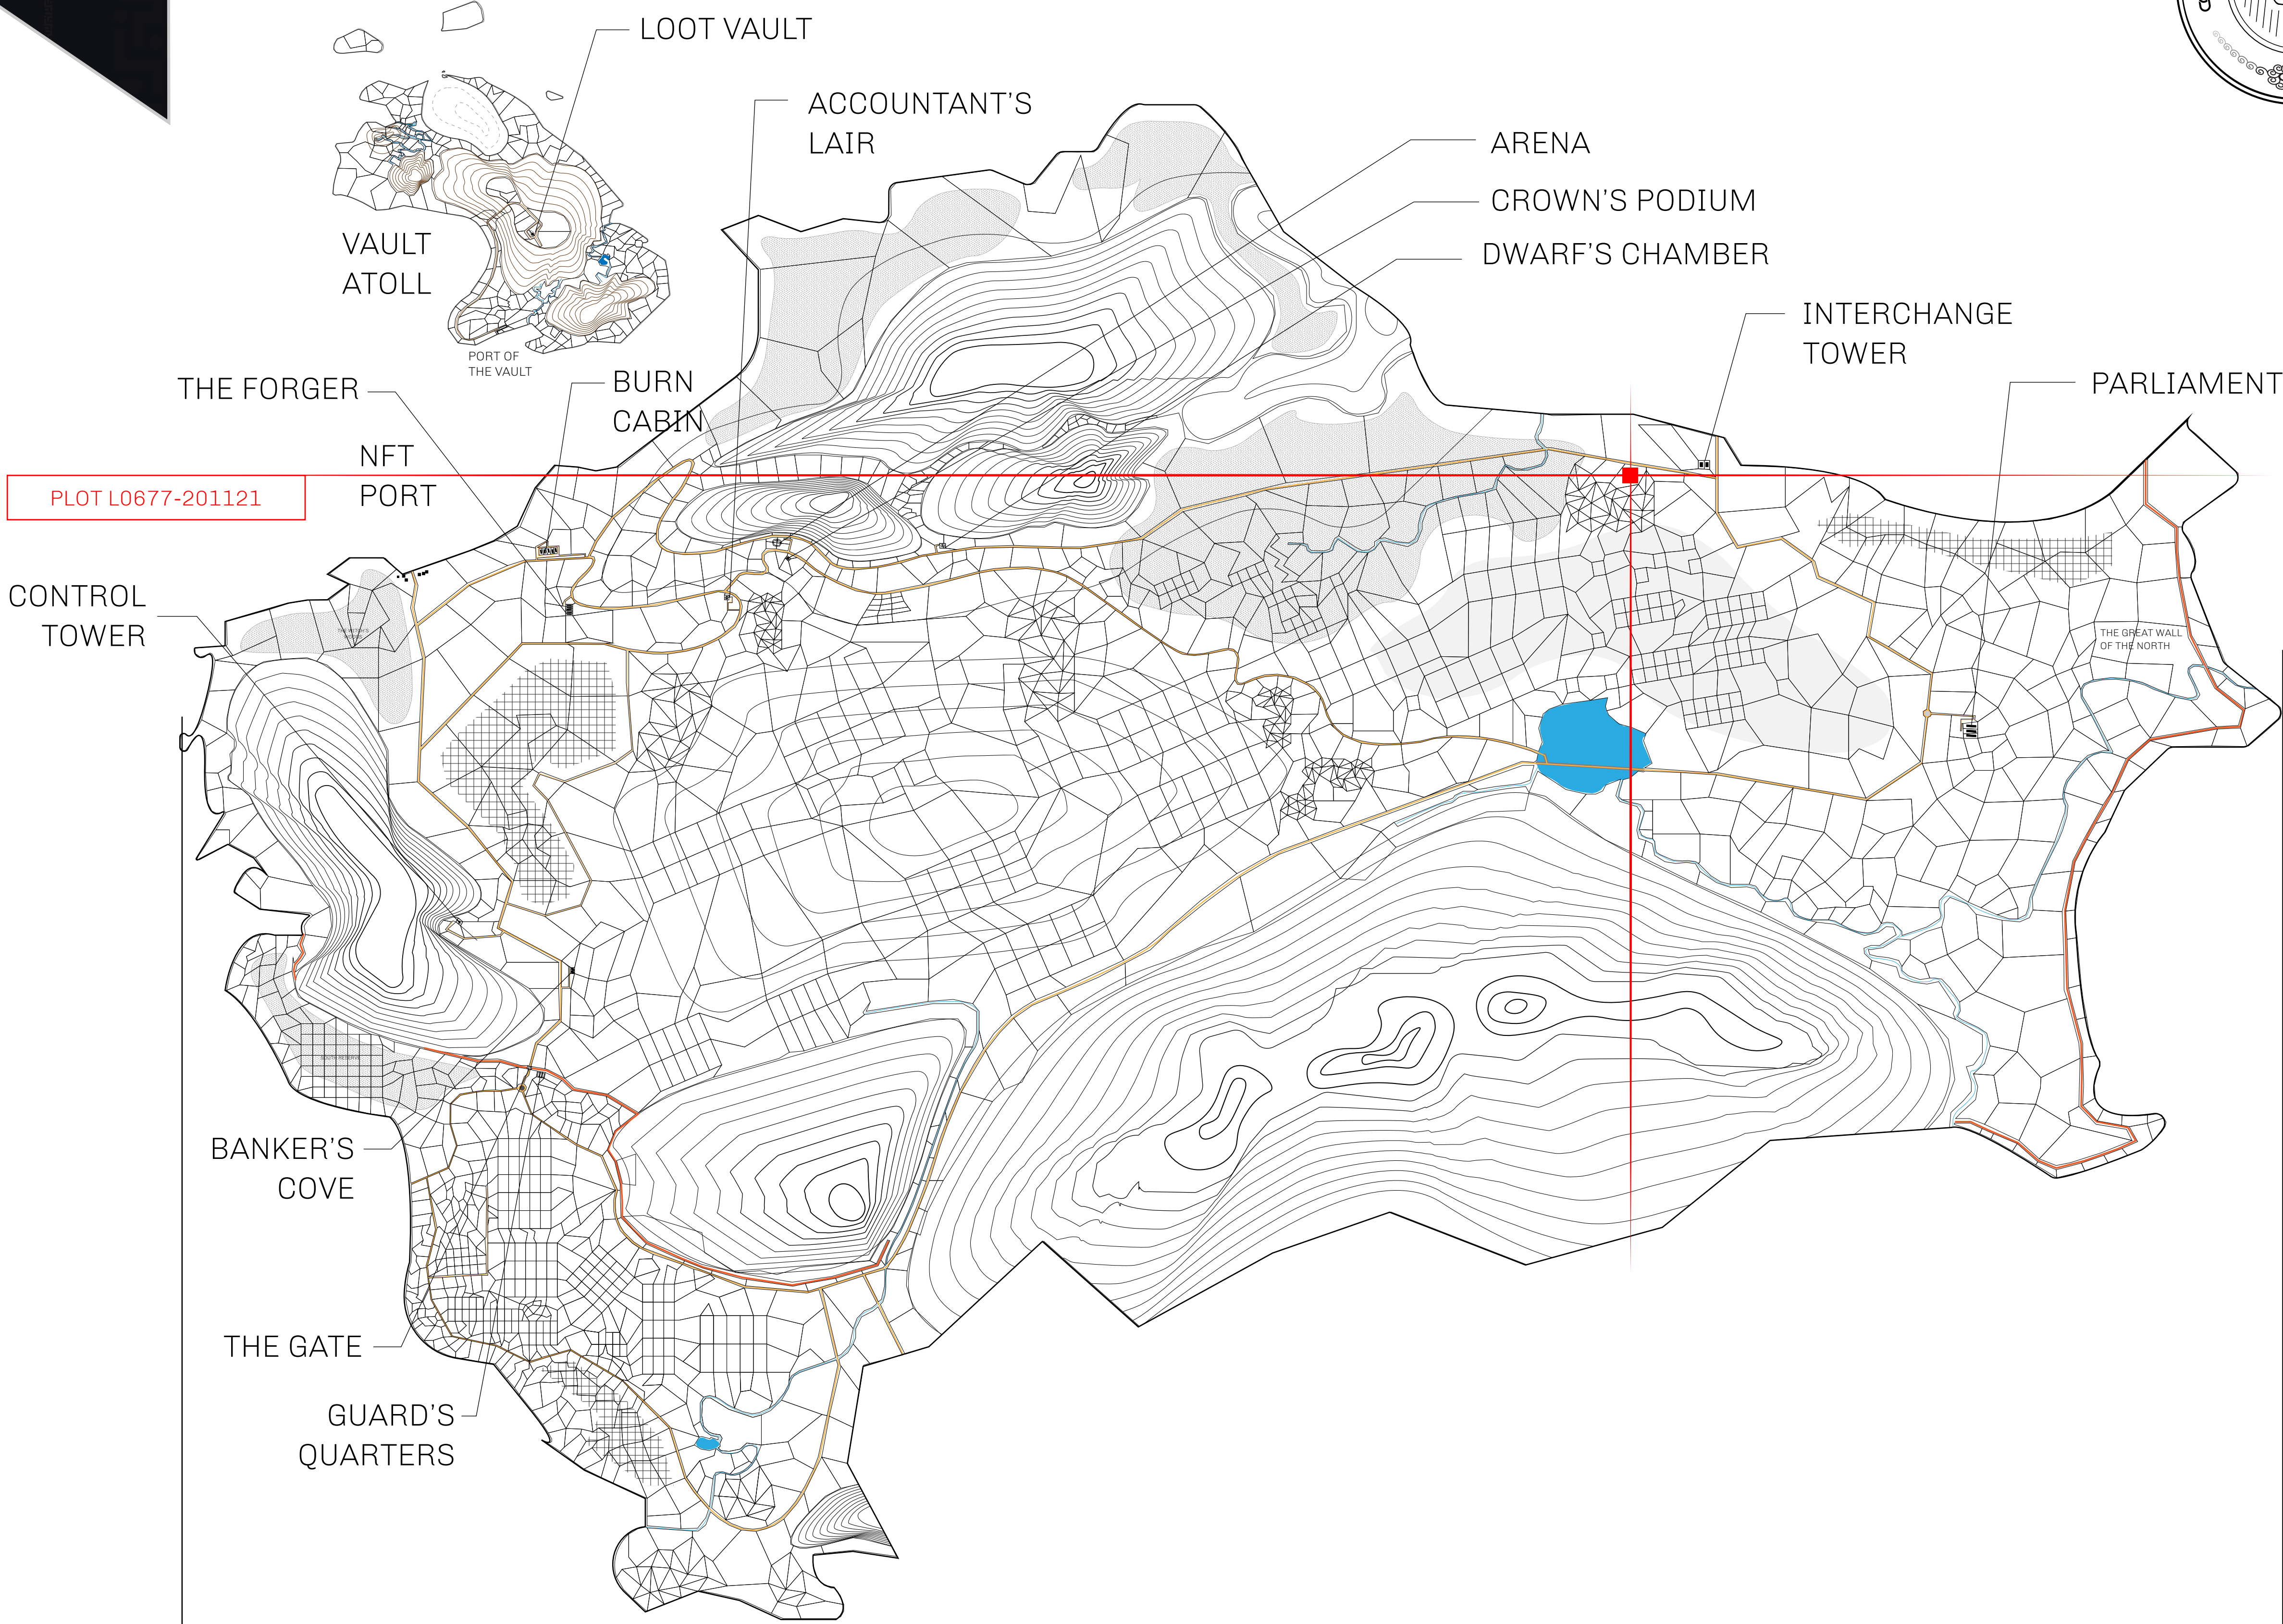 LOOT VAULT
ACCOUNTANT'S
LAIR
ARENA
CROWN'S PODIUM
DWARF'S CHAMBER
VAULT
ATOLL
INTERCHANGE
TOWER
PORT OF
THE VAULT
THE FORGER
BURN
CABIN
PARLIAMENT
NFT
PORT
PLOT L0677-201121
CONTROL
TOWER
THE GREAT WALL
OF THE NORTH
SOUTH RESERVE
BANKER'S
COVE
THE GATE
GUARD'S
QUARTERS